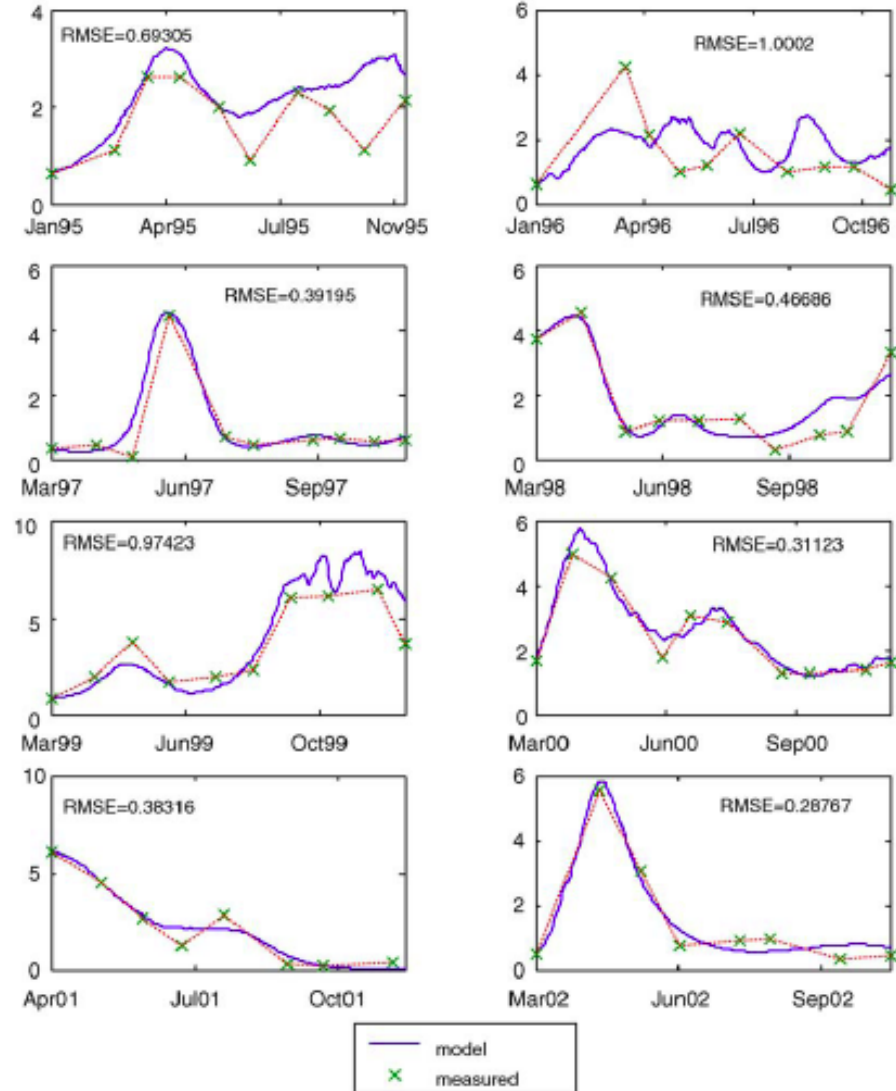 4
2
0
RMSE=0.69305
Jan95 Apr95 Jul95 Nov95
6
4
2
0
RMSE=1.0002
Jan96 Apr96 Jul96 Oct96
6
4
2
0
RMSE=0.39195
Mar97 Jun97 Sep97
6
4
2
0
RMSE=0.46686
Mar98 Jun98 Sep98
10
5
0
RMSE=0.97423
Mar99 Jun99 Oct99
6
4
2
0
RMSE=0.31123
Mar00 Jun00 Sep00
10
5
0
RMSE=0.38316
Apr01 Jul01 Oct01
6
4
2
0
RMSE=0.28767
Mar02 Jun02 Sep02
model
measured